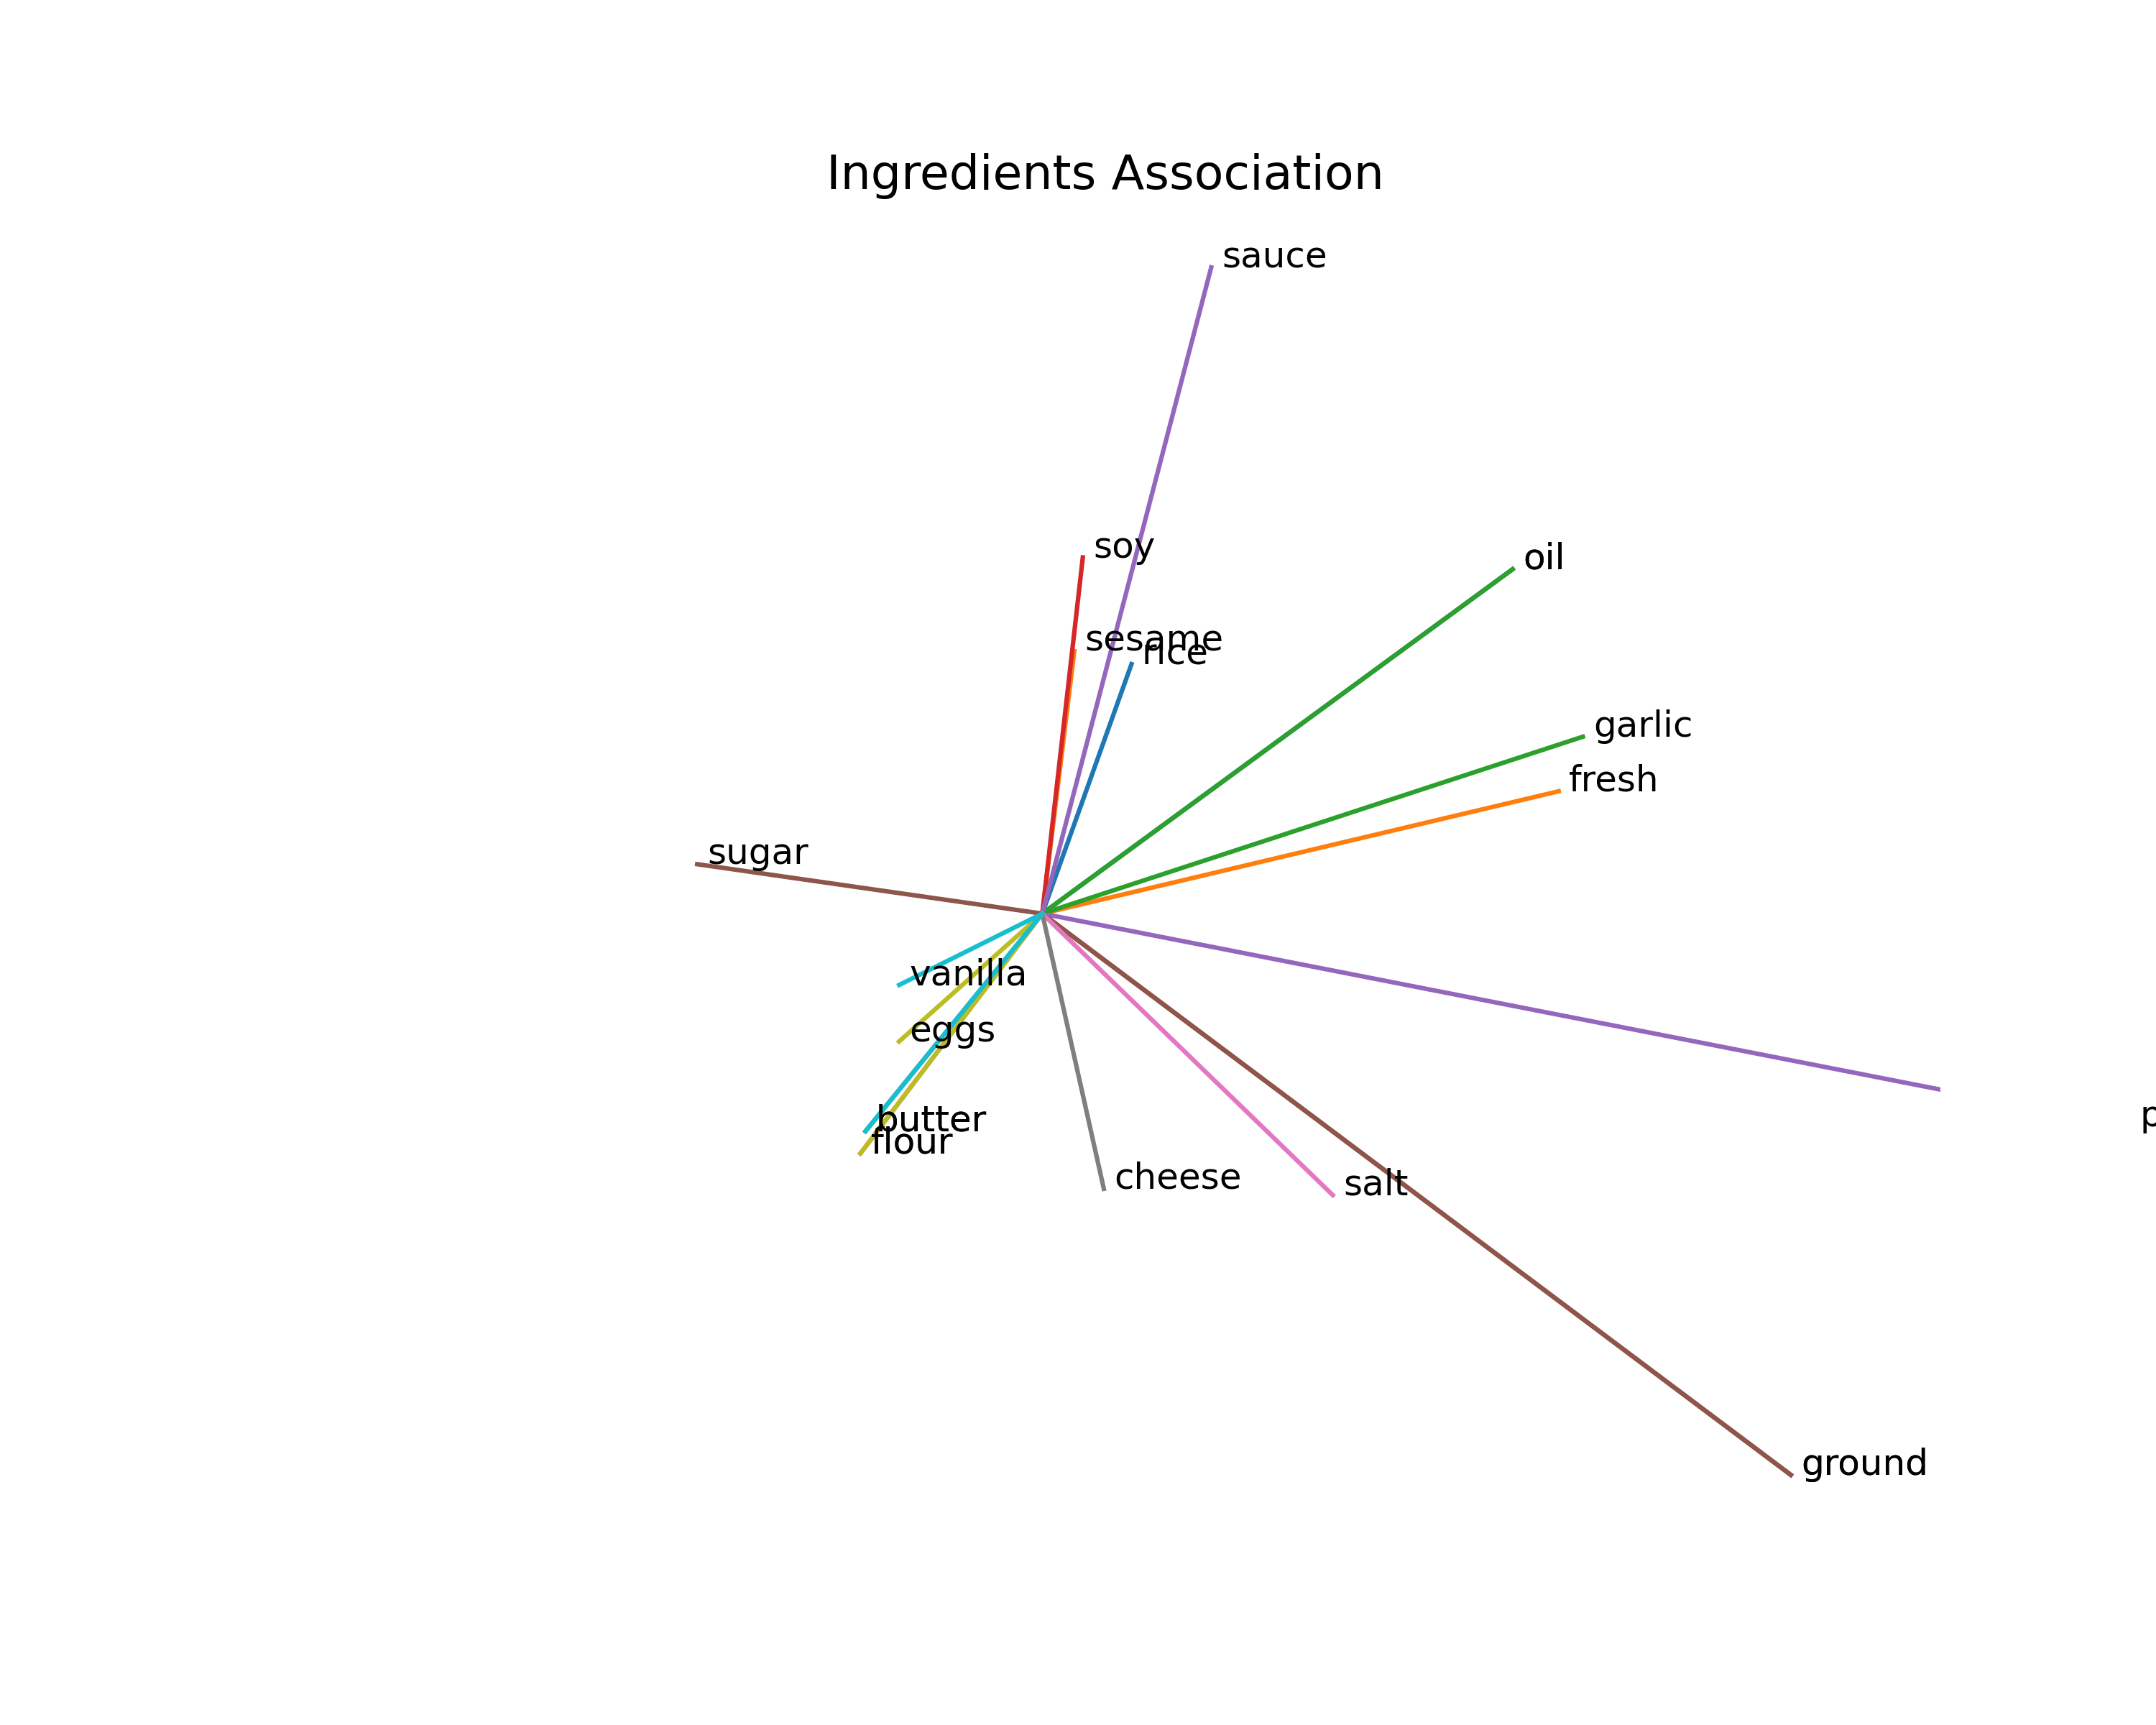 Ingredients Association
sauce
soy
oil
sesame
rice
garlic
fresh
sugar
vanilla
eggs
p
butter
flour
cheese
salt
ground